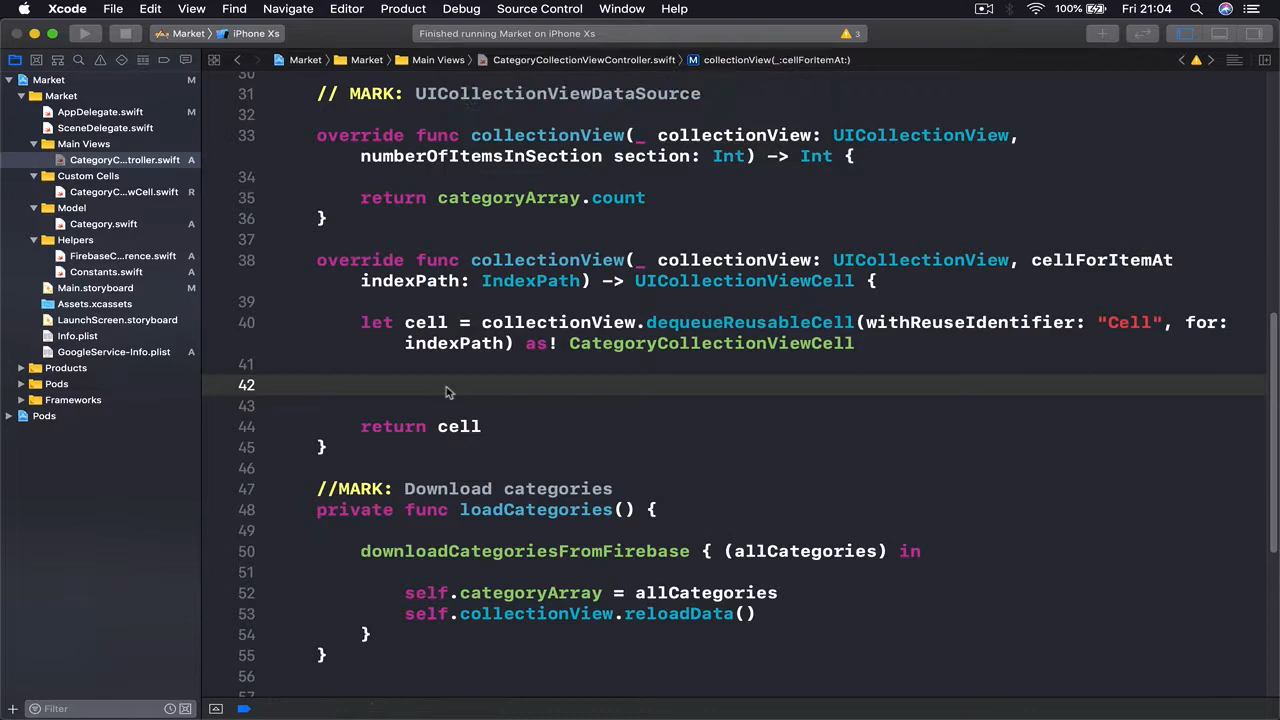 Xcode File Edit View Find Navigate Editor Product Debug Source Control Window Help 100% Fri 21:04
Market iPhone Xs Finished running Market on iPhone Xs 3
Market Market Main Views CategoryCollectionViewController.swift M collectionView(_:cellForItemAt:)
Market
Market
AppDelegate.swift M
SceneDelegate.swift
Main Views
CategoryC...troller.swift A
Custom Cells
CategoryC...wCell.swift R
Model
Category.swift A
Helpers
FirebaseC...rence.swift A
Constants.swift A
Main.storyboard M
Assets.xcassets
LaunchScreen.storyboard
Info.plist
GoogleService-Info.plist A
Products
Pods
Frameworks
Pods
Filter
30
31 // MARK: UICollectionViewDataSource
32
33 override func collectionView(_ collectionView: UICollectionView,
numberOfItemsInSection section: Int) -> Int {
34
35 return categoryArray.count
36 }
37
38 override func collectionView(_ collectionView: UICollectionView, cellForItemAt
indexPath: IndexPath) -> UICollectionViewCell {
39
40 let cell = collectionView.dequeueReusableCell(withReuseIdentifier: "Cell", for:
indexPath) as! CategoryCollectionViewCell
41
42
43
44 return cell
45 }
46
47 //MARK: Download categories
48 private func loadCategories() {
49
50 downloadCategoriesFromFirebase { (allCategories) in
51
52 self.categoryArray = allCategories
53 self.collectionView.reloadData()
54 }
55 }
56
57